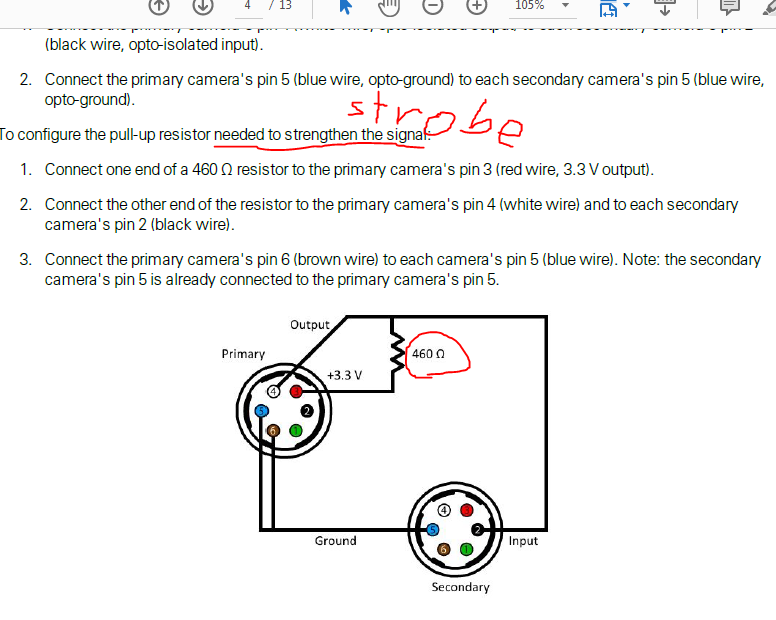 4 / 13 105%
(black wire, opto-isolated input).
2. Connect the primary camera's pin 5 (blue wire, opto-ground) to each secondary camera's pin 5 (blue wire,
opto-ground).
strobe
To configure the pull-up resistor needed to strengthen the signal:
1. Connect one end of a 460 Ω resistor to the primary camera's pin 3 (red wire, 3.3 V output).
2. Connect the other end of the resistor to the primary camera's pin 4 (white wire) and to each secondary
camera's pin 2 (black wire).
3. Connect the primary camera's pin 6 (brown wire) to each camera's pin 5 (blue wire). Note: the secondary
camera's pin 5 is already connected to the primary camera's pin 5.
Output
Primary
460 Ω
+3.3 V
4 3
5 2
6 1
4 3
5 2
Ground
Input
6 1
Secondary